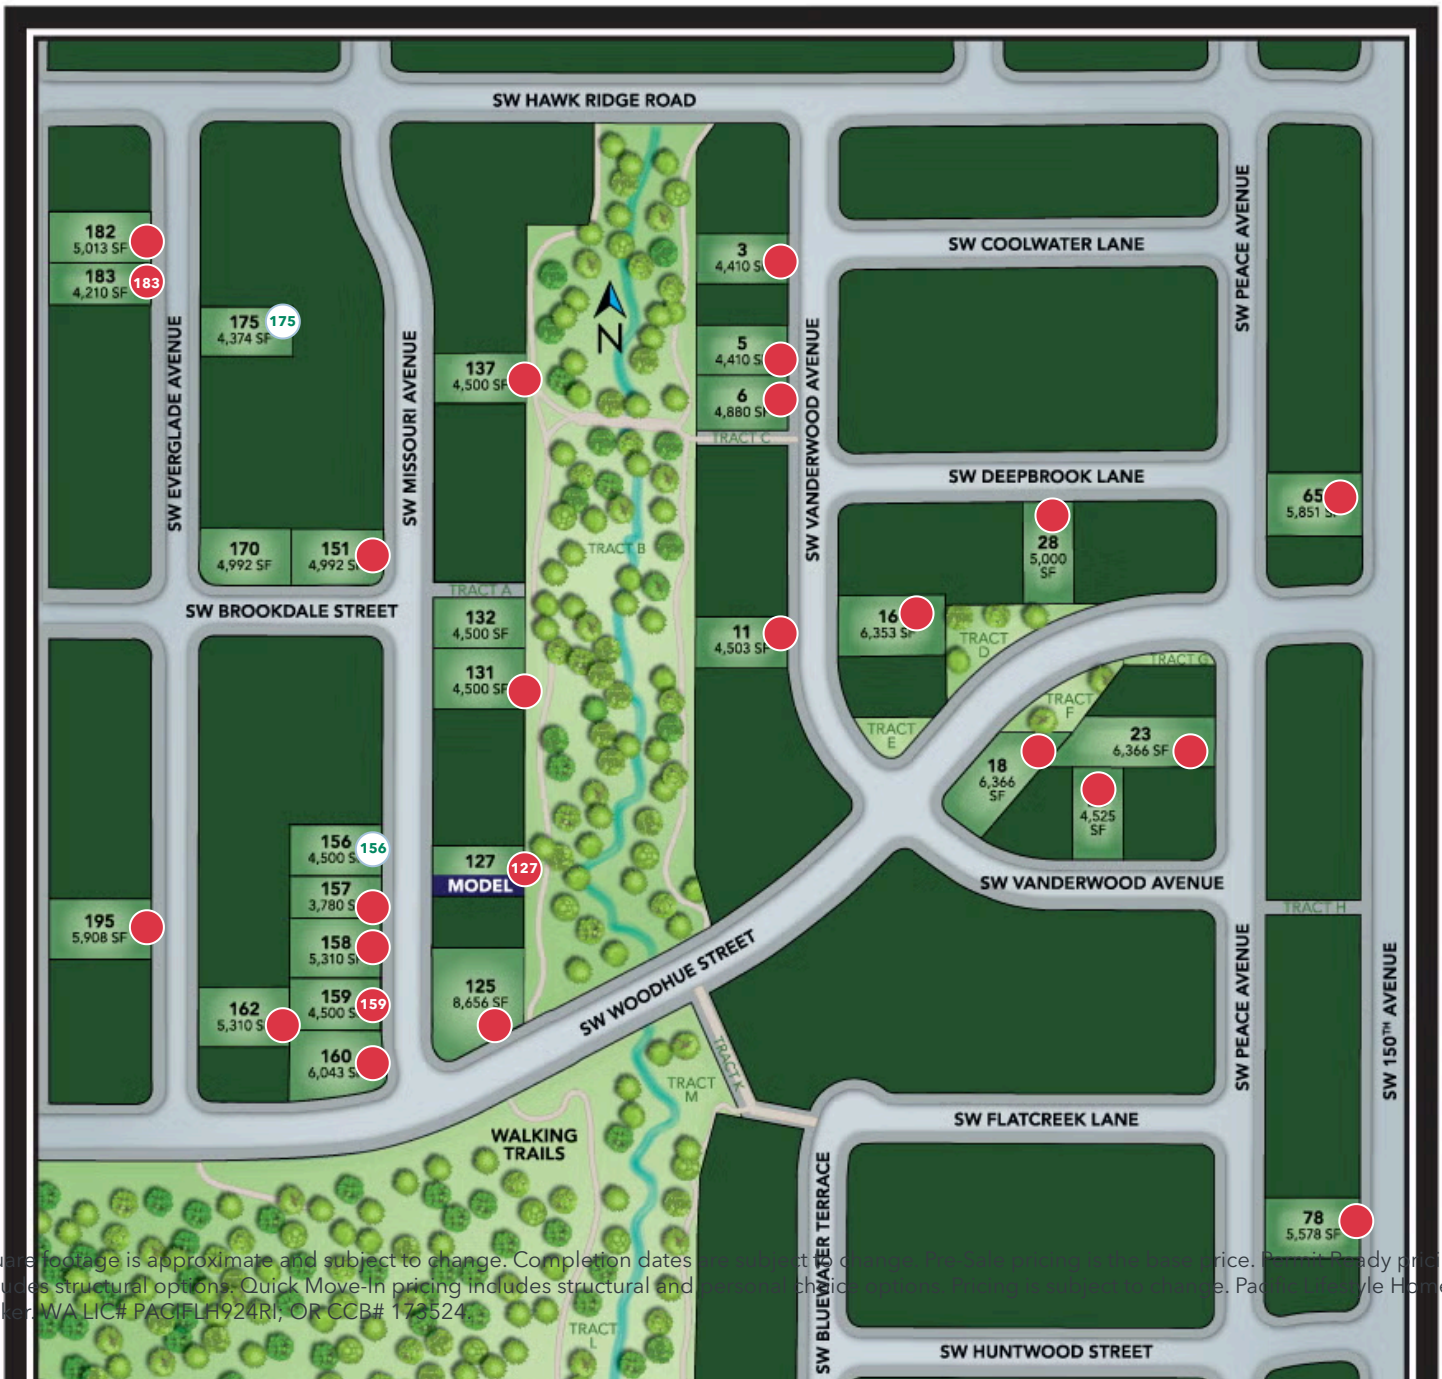 SW HAWK RIDGE ROAD
182
5,013 SF
183
4,210 SF
183
SW EVERGLADE AVENUE
175
4,374 SF
175
SW MISSOURI AVENUE
137
4,500 SF
N
3
4,410 S
5
4,410 S
6
4,880 SF
TRACT C
SW VANDERWOOD AVENUE
SW COOLWATER LANE
SW PEACE AVENUE
SW DEEPBROOK LANE
65
5,851 S
28
5,000
SF
170
4,992 SF
151
4,992 S
TRACT A
TRACT B
SW BROOKDALE STREET
132
4,500 SF
131
4,500 SF
11
4,503 SF
16
6,353 SF
TRACT
D
TRACT G
TRACT
F
TRACT
E
23
6,366 SF
18
6,366
SF
4,525
SF
156
4,500 S
156
157
3,780 S
158
5,310 SF
159
4,500 S
159
160
6,043 S
162
5,310 S
195
5,908 SF
127
MODEL
127
125
8,656 SF
SW VANDERWOOD AVENUE
TRACT H
SW WOODHUE STREET
SW PEACE AVENUE
SW 150TH AVENUE
TRACT K
TRACT
M
WALKING
TRAILS
SW FLATCREEK LANE
SW BLUEWATER TERRACE
78
5,578 SF
footage is approximate and subject to change. Completion dates are subject to change. Pre-Sale pricing is the base price. Permit Ready
structural options. Quick Move-In pricing includes structural and personal choice options. Pricing is subject to change. Pacific Lifestyle
WA LIC# PACIFLH924RI; OR CCB# 173524.
TRACT
L
SW HUNTWOOD STREET